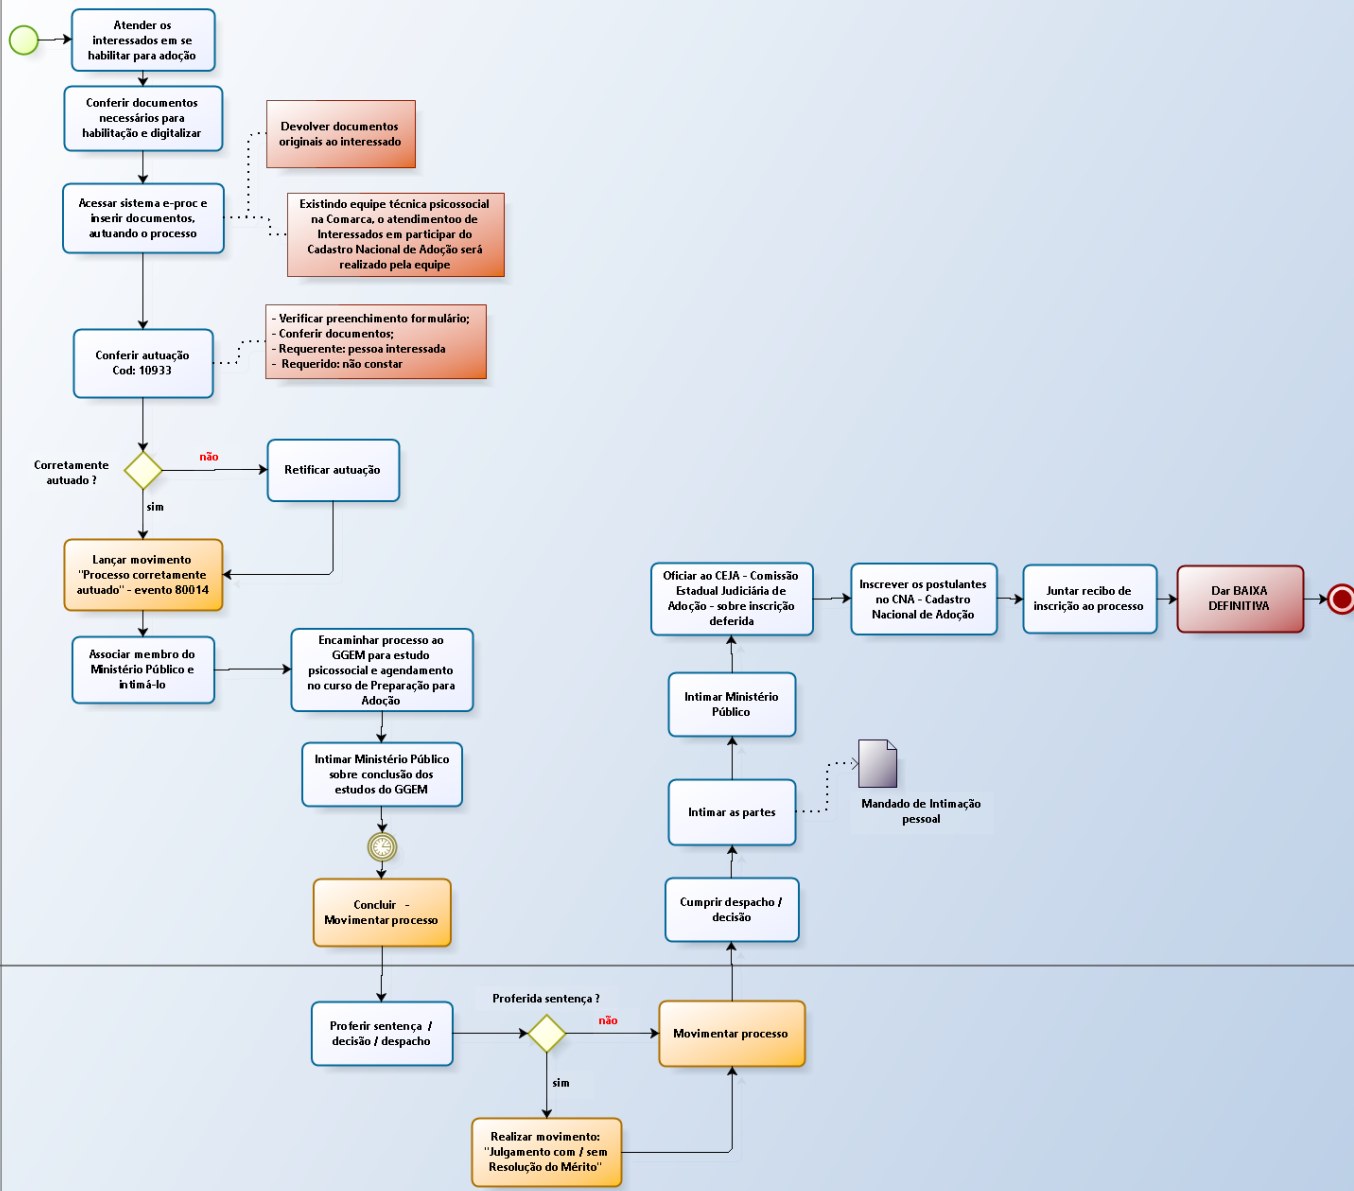 Atender os
interessados em se
habilitar para adoção
Conferir documentos
necessários para
habilitação e digitalizar
Devolver documentos
originais ao interessado
Acessar sistema e-proc e
inserir documentos,
autuando o processo
Existindo equipe técnica psicossocial
na Comarca, o atendimentoo de
Interessados em participar do
Cadastro Nacional de Adoção será
realizado pela equipe
- Verificar preenchimento formulário;
- Conferir documentos;
- Requerente: pessoa interessada
- Requerido: não constar
Conferir autuação
Cod: 10933
Corretamente
autuado ?
não
Retificar autuação
sim
Lançar movimento
"Processo corretamente
autuado" - evento 80014
Associar membro do
Ministério Público e
intimá-lo
Encaminhar processo ao
GGEM para estudo
psicossocial e agendamento
no curso de Preparação para
Adoção
Intimar Ministério Público
sobre conclusão dos
estudos do GGEM
Concluir -
Movimentar processo
Proferir sentença /
decisão / despacho
Proferida sentença ?
não
sim
Realizar movimento:
"Julgamento com / sem
Resolução do Mérito"
Movimentar processo
Cumprir despacho /
decisão
Intimar as partes
Mandado de Intimação
pessoal
Intimar Ministério
Público
Oficiar ao CEJA - Comissão
Estadual Judiciária de
Adoção - sobre inscrição
deferida
Inscrever os postulantes
no CNA - Cadastro
Nacional de Adoção
Juntar recibo de
inscrição ao processo
Dar BAIXA
DEFINITIVA